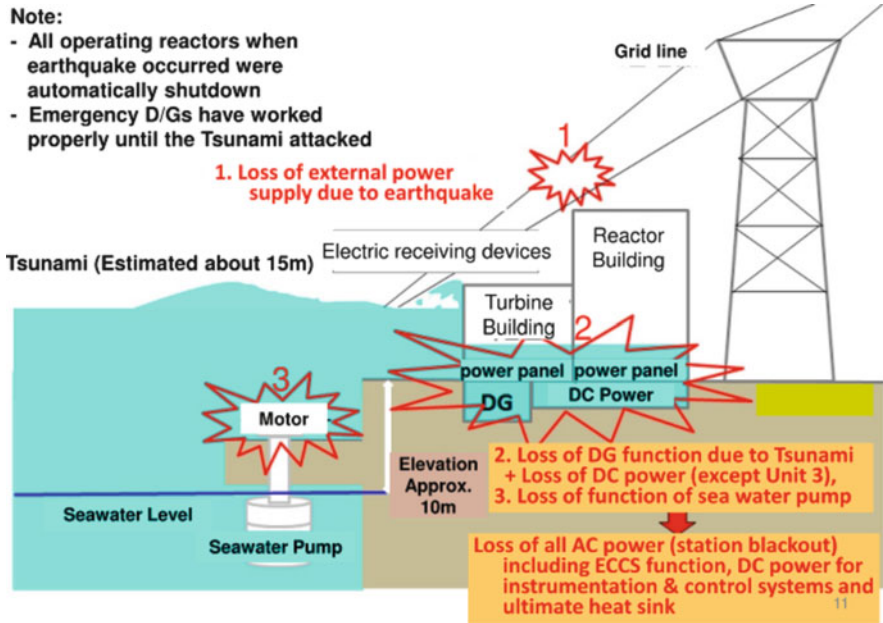 Note:
- All operating reactors when
earthquake occurred were
automatically shutdown
- Emergency D/Gs have worked
properly until the Tsunami attacked
Grid line
1
1. Loss of external power
supply due to earthquake
Electric receiving devices
Reactor
Building
Tsunami (Estimated about 15m)
Turbine
Building
2
power panel
power panel
DG
DC Power
3
Motor
Elevation
Approx.
10m
2. Loss of DG function due to Tsunami
+ Loss of DC power (except Unit 3),
3. Loss of function of sea water pump
Seawater Level
Seawater Pump
Loss of all AC power (station blackout)
including ECCS function, DC power for
instrumentation & control systems and
ultimate heat sink
11